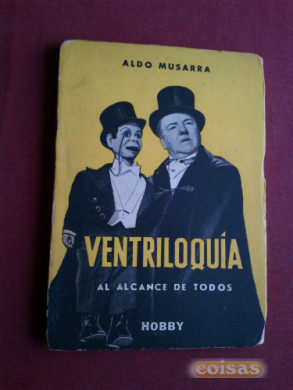 ALDO MUSARRA
VENTRILOQUÍA
AL ALCANCE DE TODOS
HOBBY
coisas